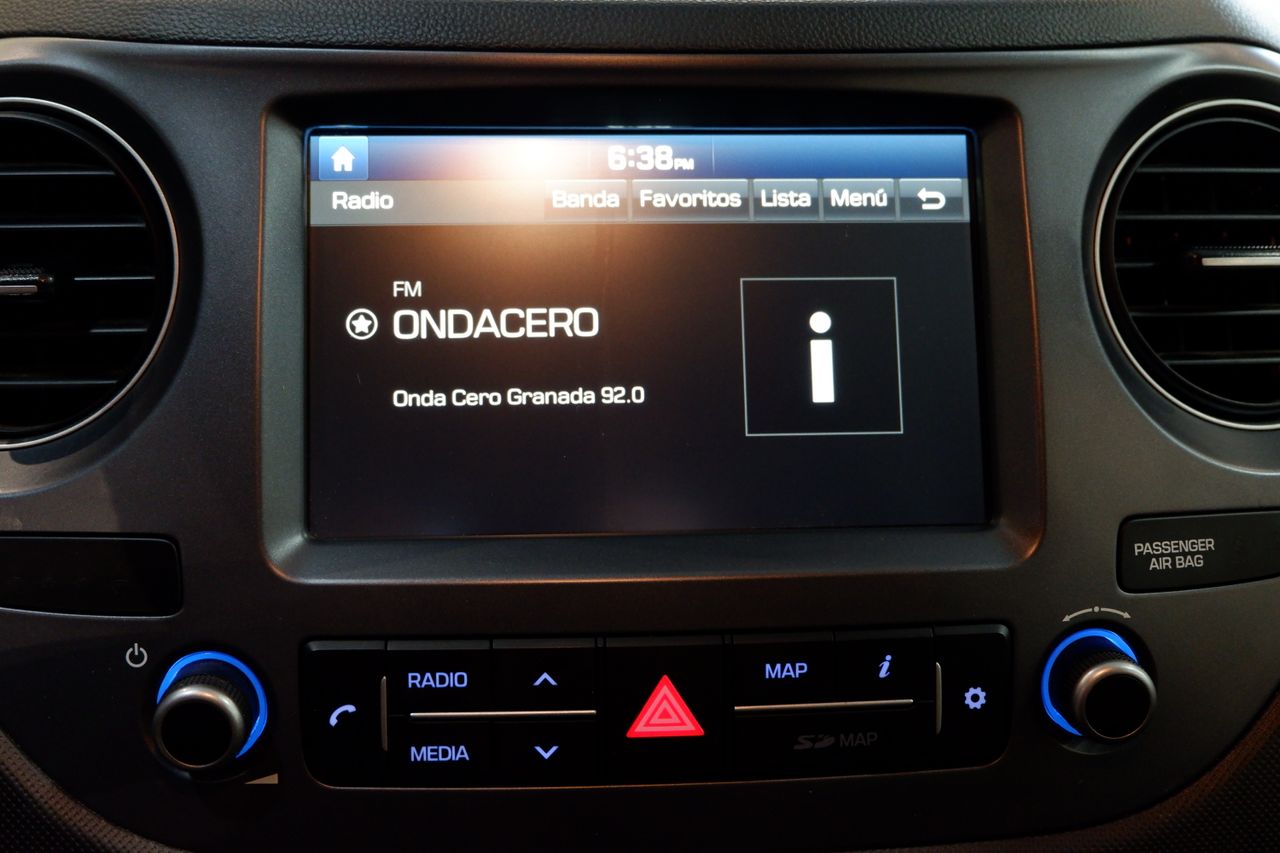 6:38PM
Radio Banda Favoritos Lista Menú
FM
ONDACERO
Onda Cero Granada 92.0
PASSENGER
AIR BAG
RADIO MAP i
MEDIA SD MAP